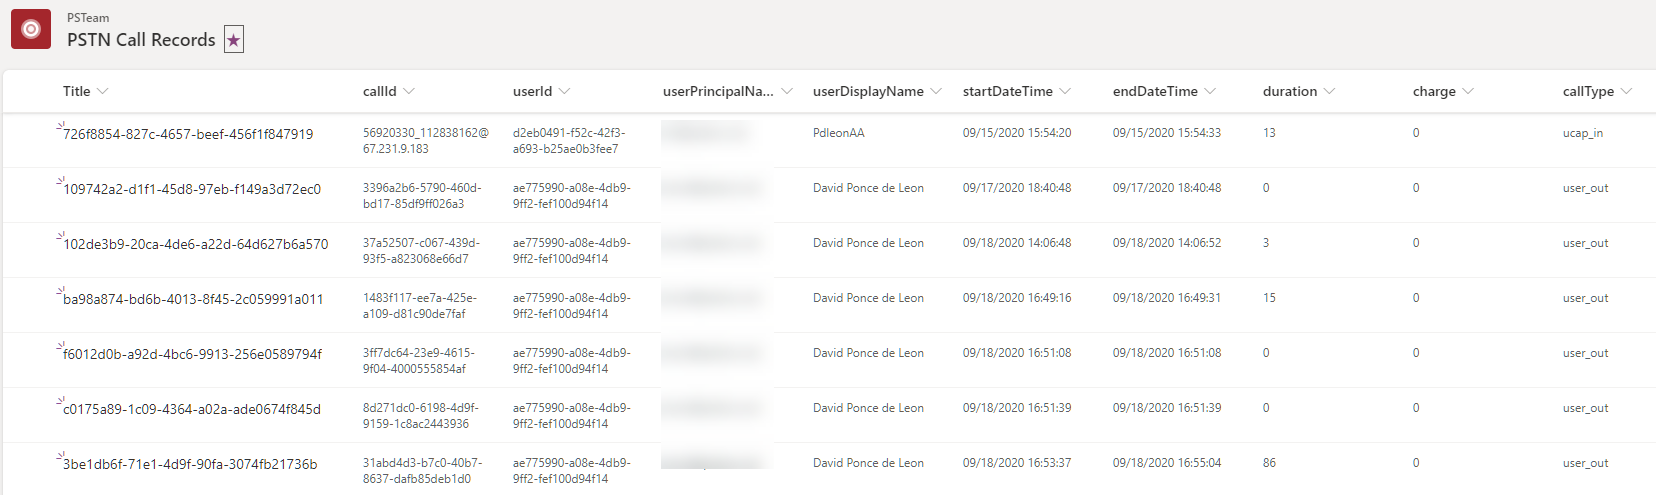 PSTeam
PSTN Call Records
Title callId userId userPrincipalNa... userDisplayName startDateTime endDateTime duration charge callType
726f8854-827c-4657-beef-456f1f847919 56920330_112838162@ d2eb0491-f52c-42f3- PdleonAA 09/15/2020 15:54:20 09/15/2020 15:54:33 13 0 ucap_in
67.231.9.183 a693-b25ae0b3fee7
109742a2-d1f1-45d8-97eb-f149a3d72ec0 3396a2b6-5790-460d- ae775990-a08e-4db9- David Ponce de Leon 09/17/2020 18:40:48 09/17/2020 18:40:48 0 0 user_out
bd17-85df9ff026a3 9ff2-fef100d94f14
102de3b9-20ca-4de6-a22d-64d627b6a570 37a52507-c067-439d- ae775990-a08e-4db9- David Ponce de Leon 09/18/2020 14:06:48 09/18/2020 14:06:52 3 0 user_out
93f5-a823068e66d7 9ff2-fef100d94f14
ba98a874-bd6b-4013-8f45-2c059991a011 1483f117-ee7a-425e- ae775990-a08e-4db9- David Ponce de Leon 09/18/2020 16:49:16 09/18/2020 16:49:31 15 0 user_out
a109-d81c90de7faf 9ff2-fef100d94f14
f6012d0b-a92d-4bc6-9913-256e0589794f 3ff7dc64-23e9-4615- ae775990-a08e-4db9- David Ponce de Leon 09/18/2020 16:51:08 09/18/2020 16:51:08 0 0 user_out
9f04-4000555854af 9ff2-fef100d94f14
c0175a89-1c09-4364-a02a-ade0674f845d 8d271dc0-6198-4d9f- ae775990-a08e-4db9- David Ponce de Leon 09/18/2020 16:51:39 09/18/2020 16:51:39 0 0 user_out
9159-1c8ac2443936 9ff2-fef100d94f14
3be1db6f-71e1-4d9f-90fa-3074fb21736b 31abd4d3-b7c0-40b7- ae775990-a08e-4db9- David Ponce de Leon 09/18/2020 16:53:37 09/18/2020 16:55:04 86 0 user_out
8637-dafb85deb1d0 9ff2-fef100d94f14